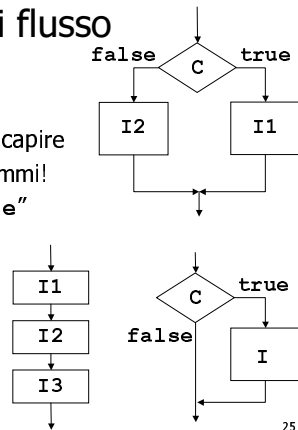 i flusso
false
true
C
I2
I1
capire
mmi!
e”
I1
I2
I3
C
true
false
I
25